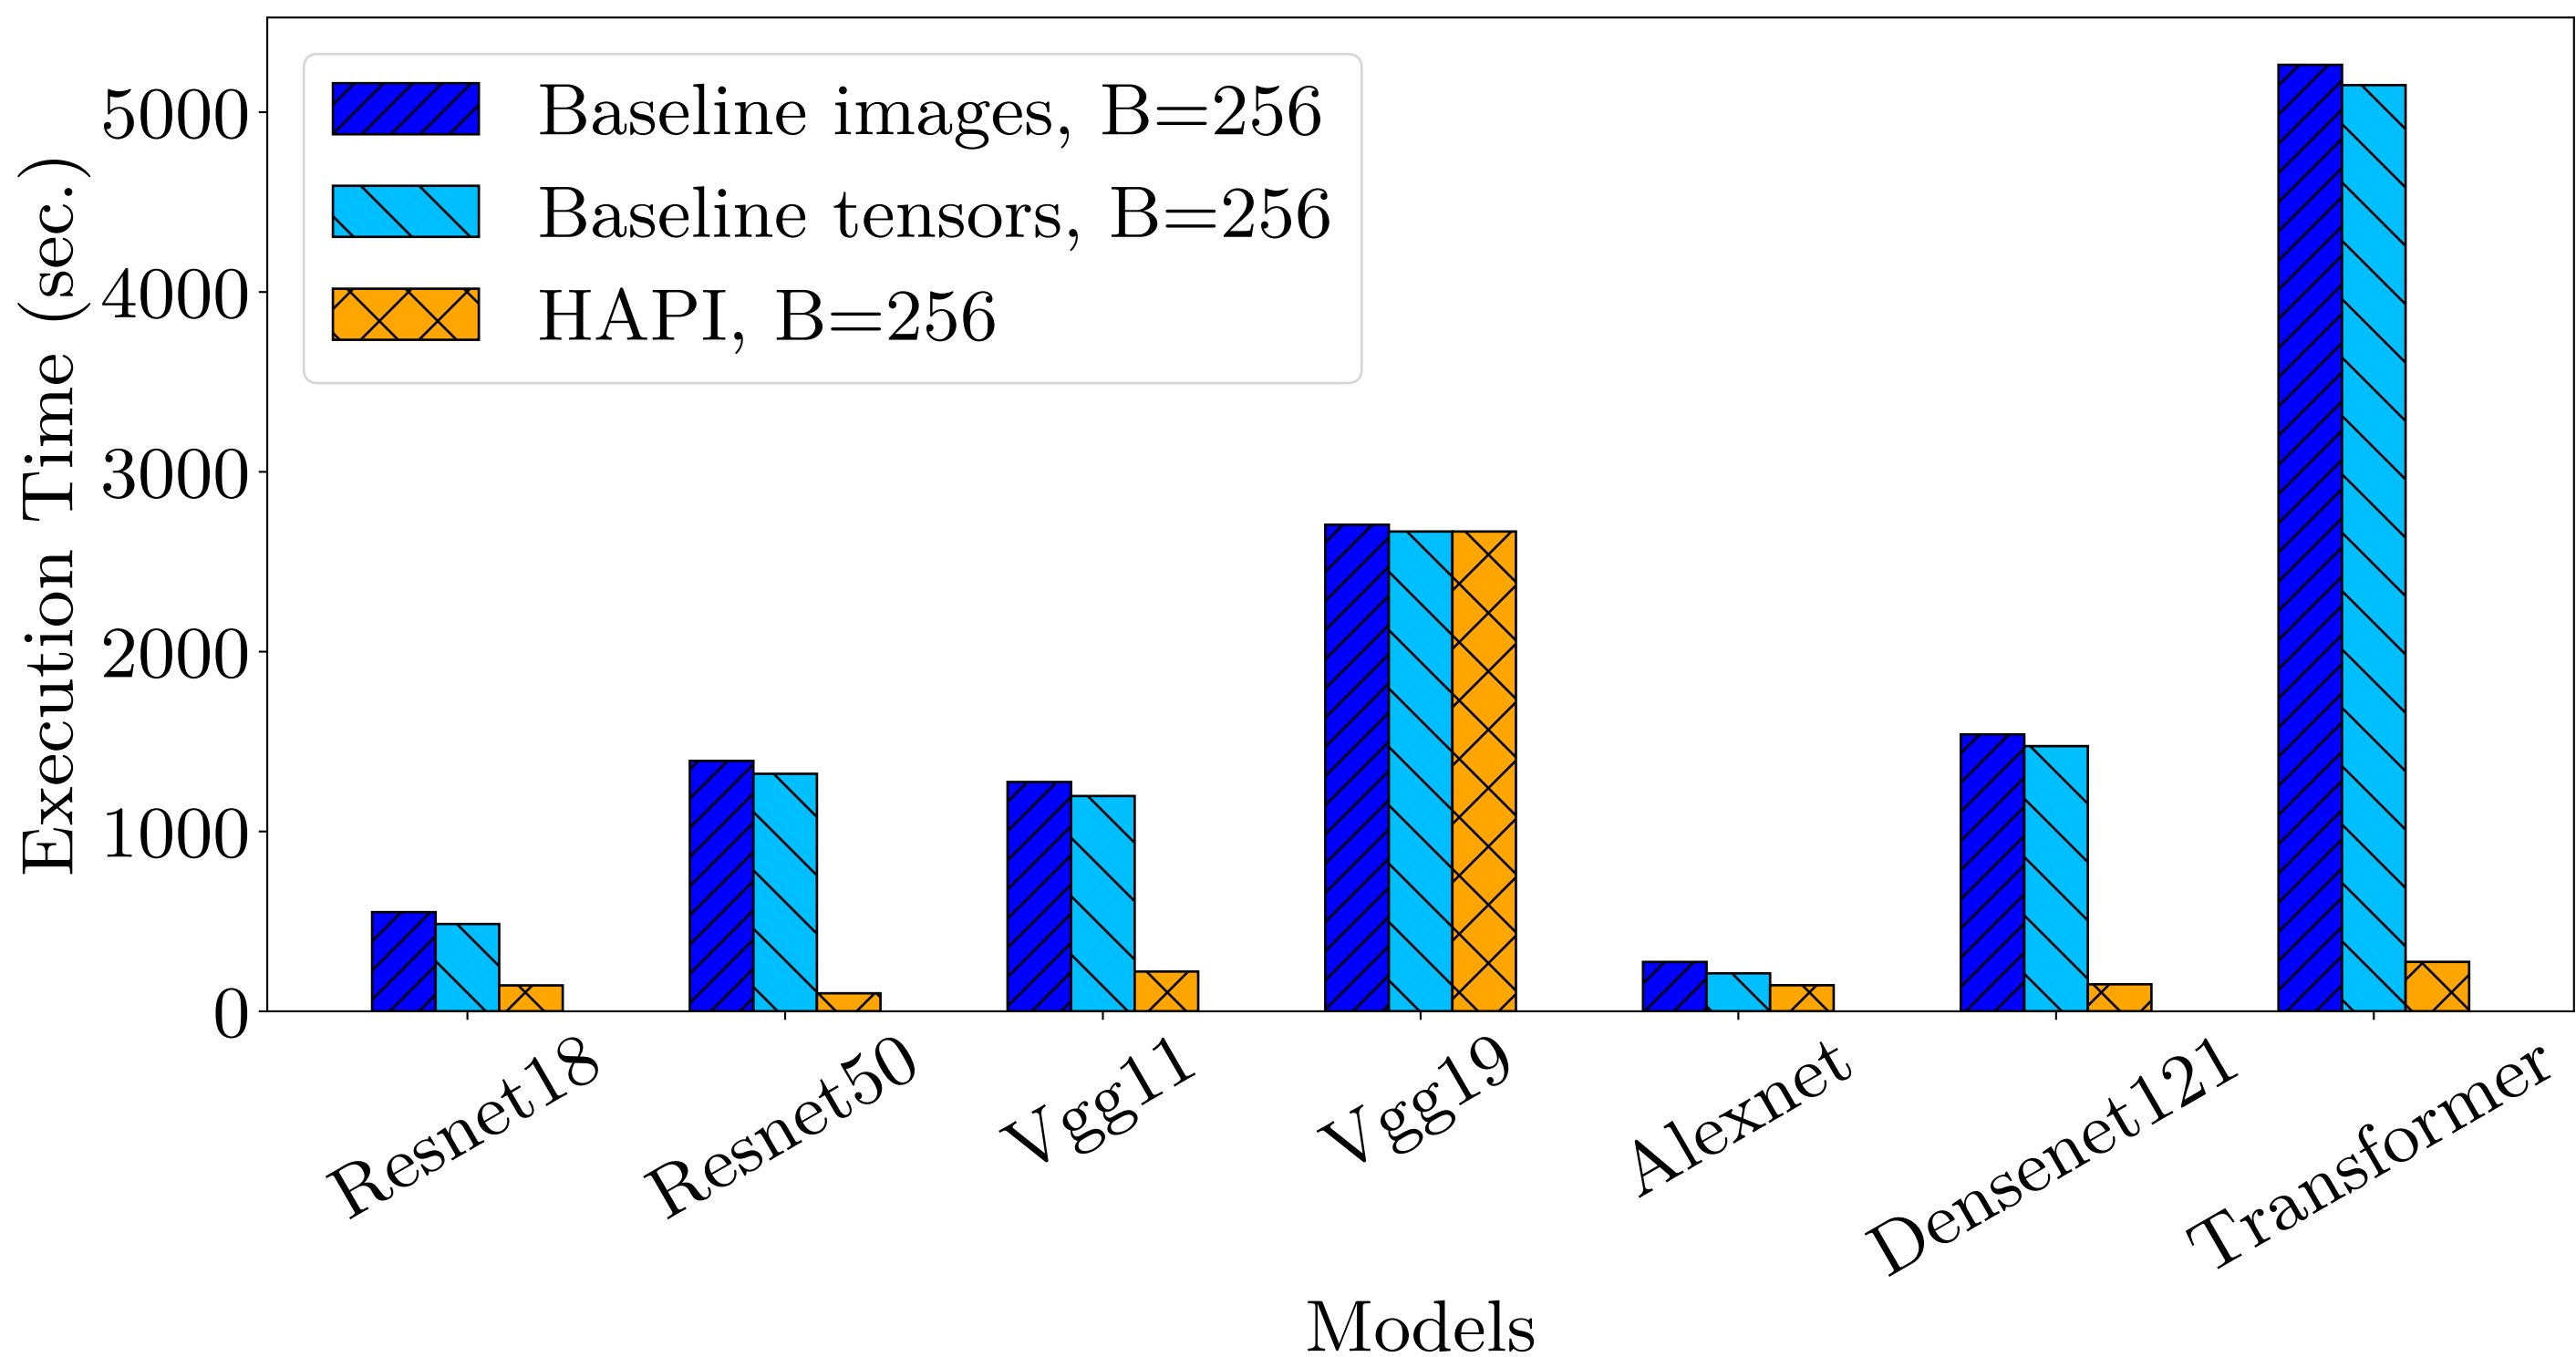 Baseline images, B=256
Baseline tensors, B=256
HAPI, B=256
Execution Time (sec.)
5000
4000
3000
2000
1000
0
Resnet18
Resnet50
Vgg11
Vgg19
Alexnet
Densenet121
Transformer
Models